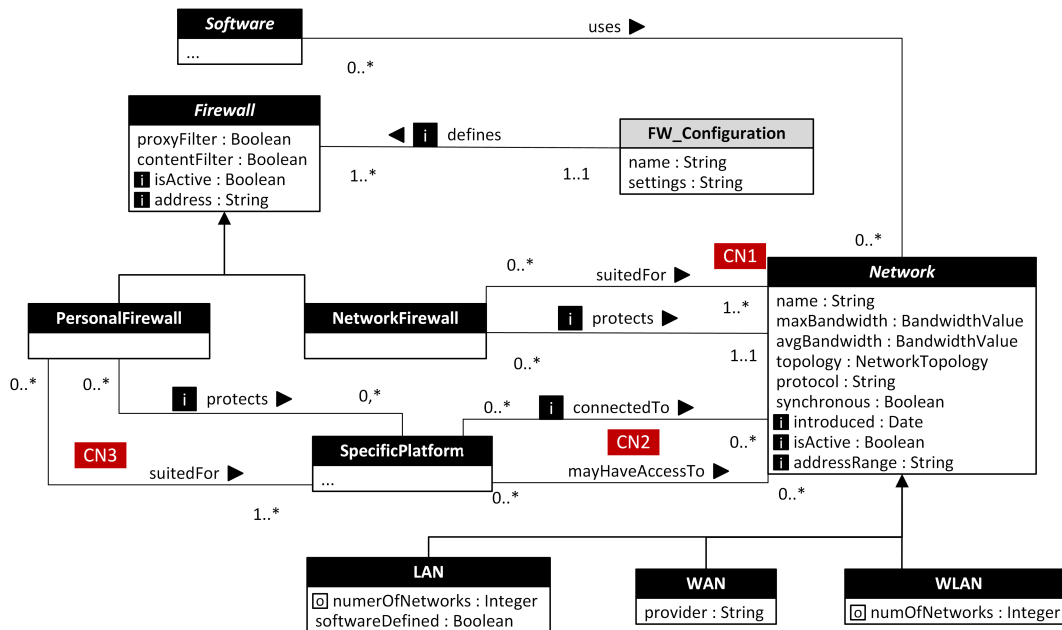 Software
...
uses ▶
0..*
Firewall
proxyFilter : Boolean
contentFilter : Boolean
i isActive : Boolean
i address : String
◀ i defines
1..*
1..1
FW_Configuration
name : String
settings : String
0..*
CN1
0..*
suitedFor ▶
1..*
Network
name : String
maxBandwidth : BandwidthValue
avgBandwidth : BandwidthValue
topology : NetworkTopology
protocol : String
synchronous : Boolean
i introduced : Date
i isActive : Boolean
i addressRange : String
PersonalFirewall
NetworkFirewall
i protects ▶
0..*
1..1
0..*
0..*
i protects ▶
0,*
0..*
i connectedTo ▶
0..*
CN3
suitedFor ▶
1..*
SpecificPlatform
...
CN2
mayHaveAccessTo ▶
0..*
0..*
LAN
o numerOfNetworks : Integer
softwareDefined : Boolean
WAN
provider : String
WLAN
o numOfNetworks : Integer